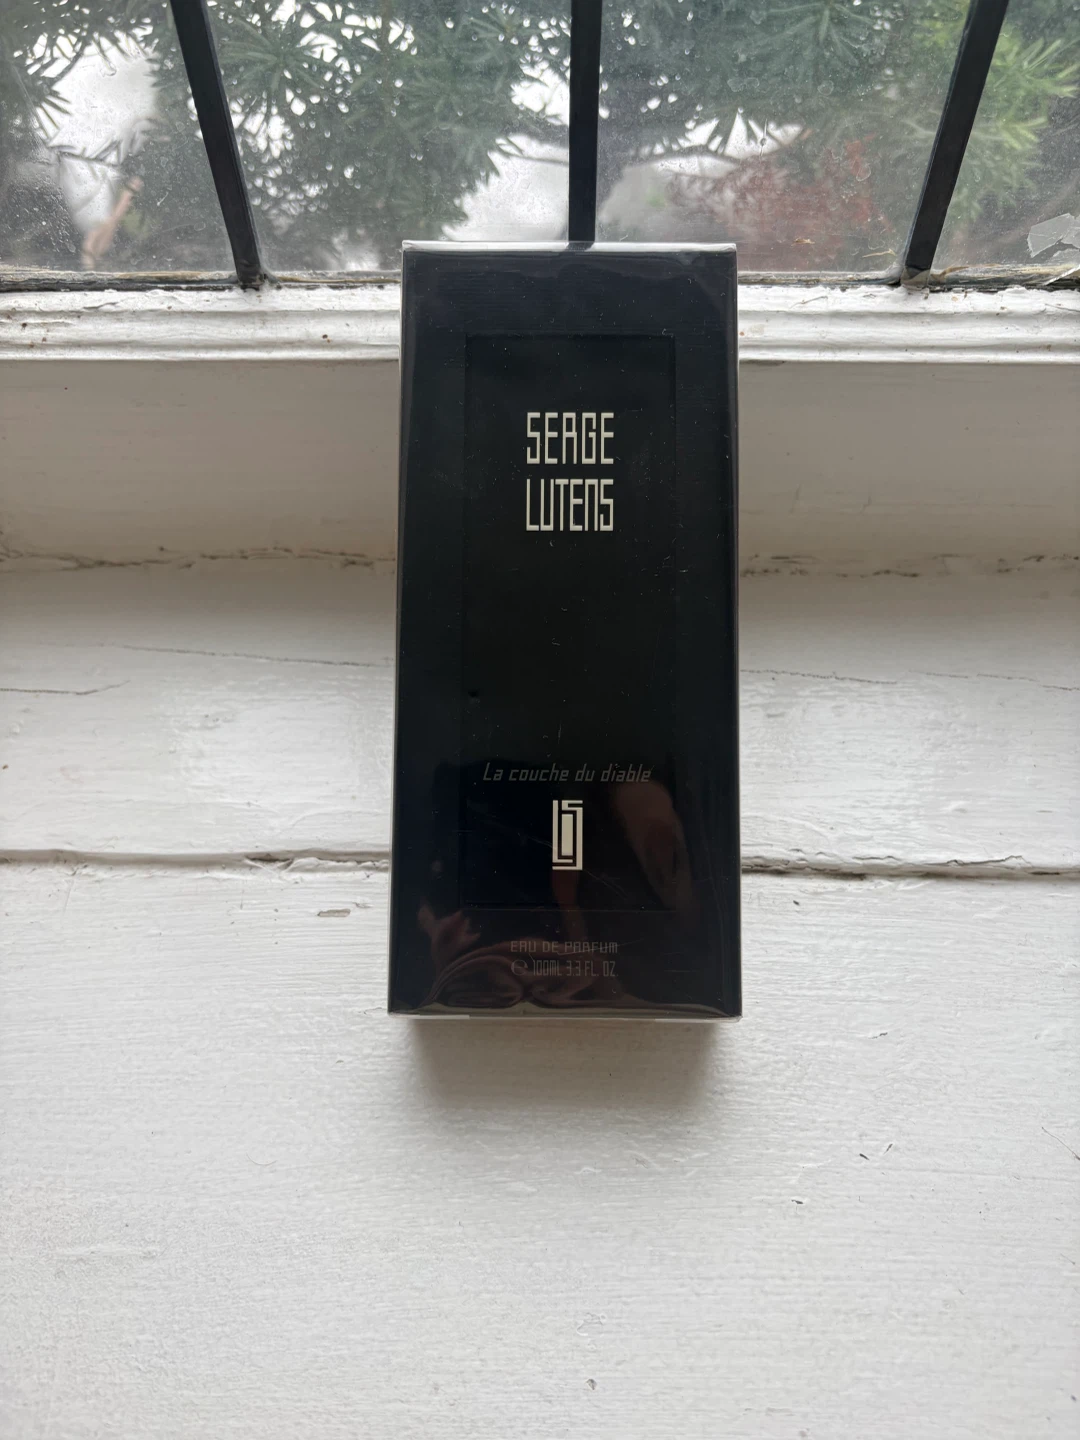 SERGE
LUTENS
La couche du diable
EAU DE PARFUM
100ML 3.3 FL. OZ